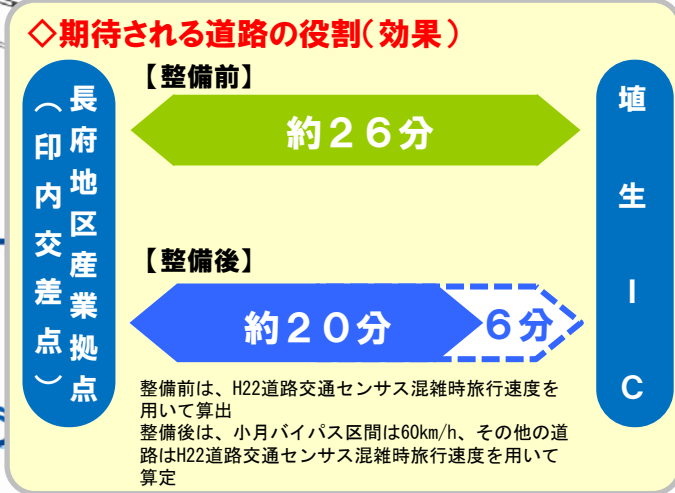 ◇期待される道路の役割(効果)
長府地区産業拠点
(印内交差点)
【整備前】
約26分
埴生IC
【整備後】
約20分
6分
整備前は、H22道路交通センサス混雑時旅行速度を
用いて算出
整備後は、小月バイパス区間は60km/h、その他の道
路はH22道路交通センサス混雑時旅行速度を用いて
算定